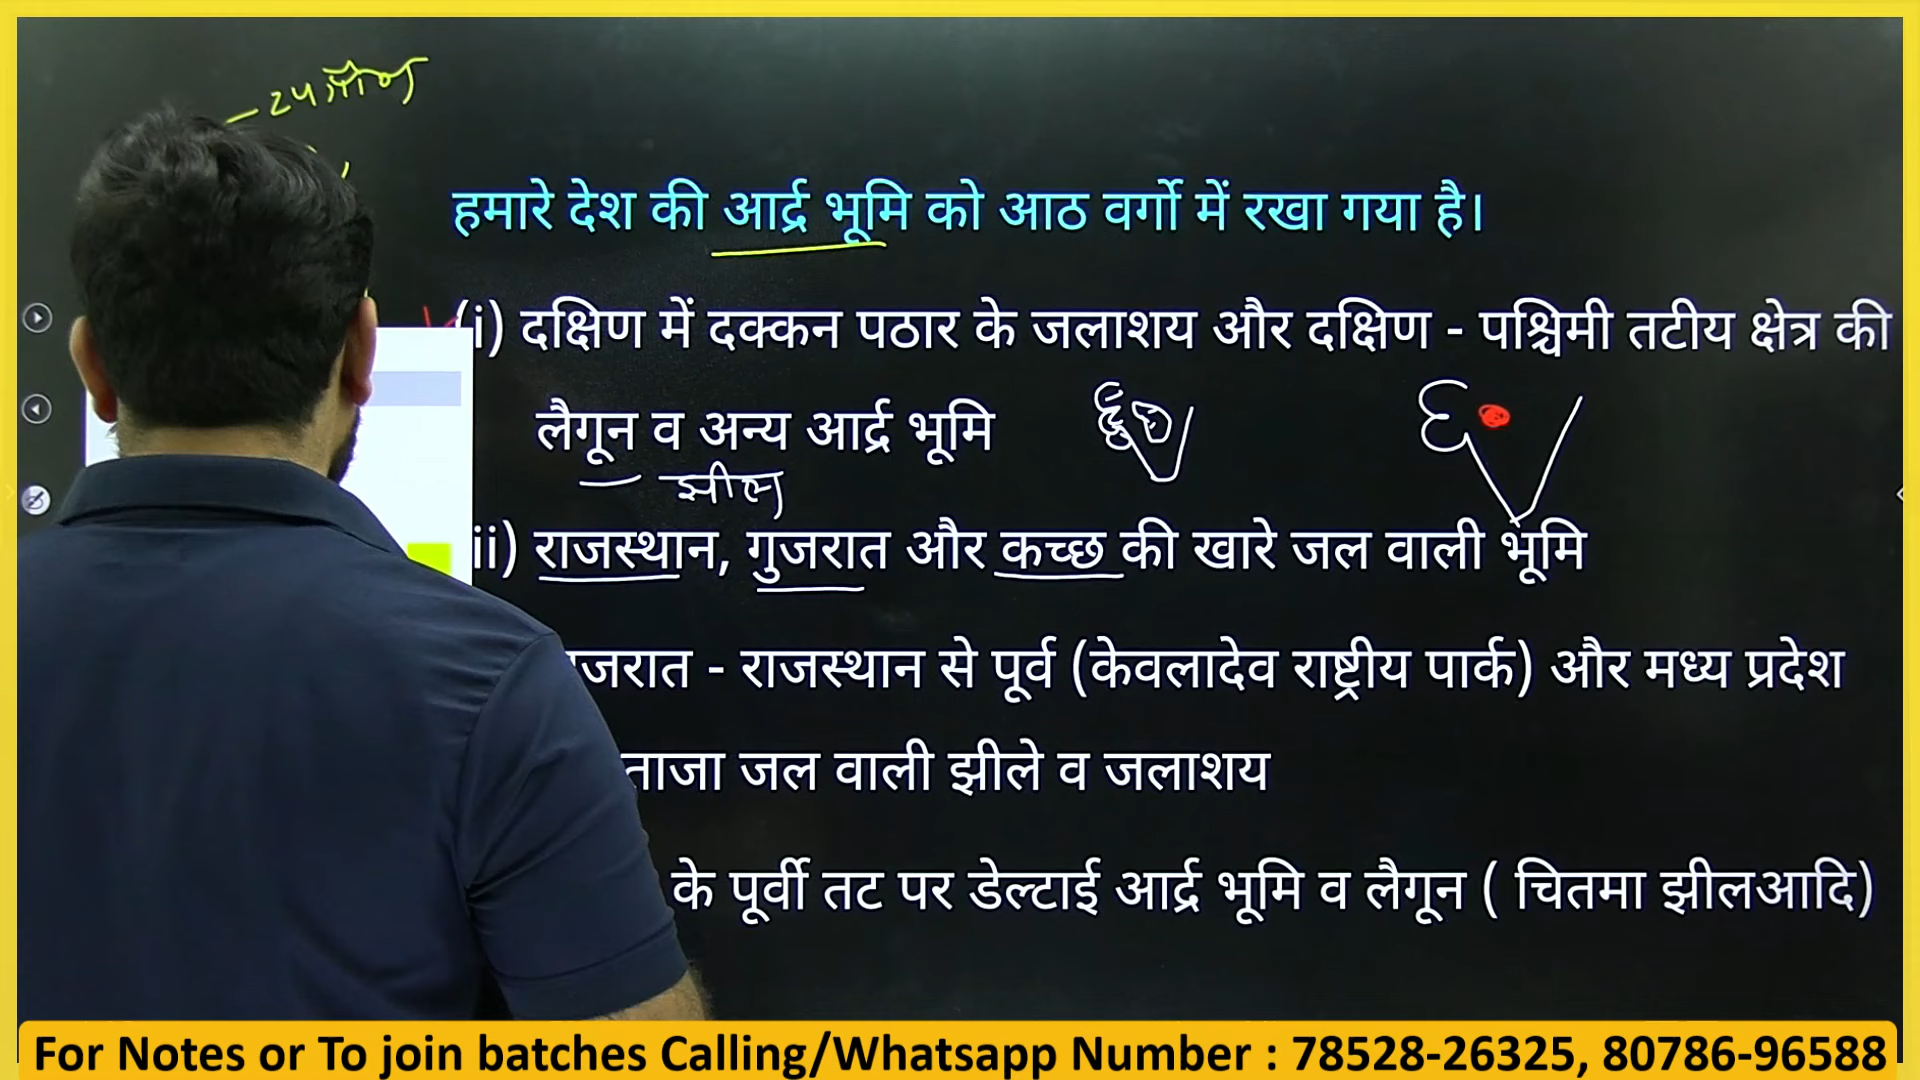 हमारे देश की आर्द्र भूमि को आठ वर्गो में रखा गया है।
(i) दक्षिण में दक्कन पठार के जलाशय और दक्षिण - पश्चिमी तटीय क्षेत्र की
लैगून व अन्य आर्द्र भूमि
झील
ii) राजस्थान, गुजरात और कच्छ की खारे जल वाली भूमि
जरात - राजस्थान से पूर्व (केवलादेव राष्ट्रीय पार्क) और मध्य प्रदेश
ताजा जल वाली झीले व जलाशय
के पूर्वी तट पर डेल्टाई आर्द्र भूमि व लैगून ( चितमा झीलआदि)
For Notes or To join batches Calling/Whatsapp Number : 78528-26325, 80786-96588